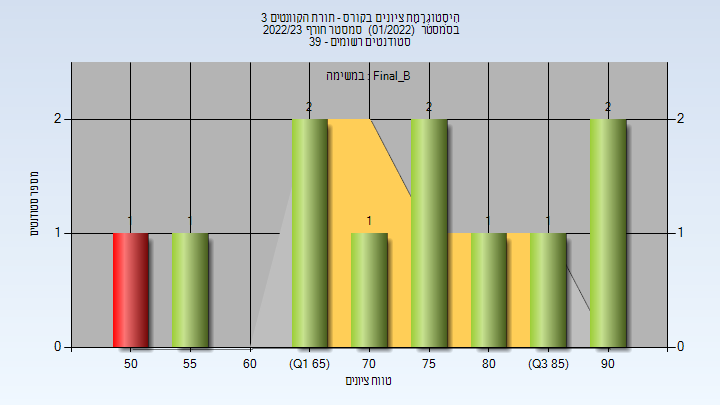 היסטוגרמת ציונים בקורס - תורת הקוונטים 3
בסמסטר (01/2022) סמסטר חורף 2022/23
סטודנטים רשומים - 39
במשימה : Final_B
מספר סטודנטים
2
1
0
2
1
0
1
1
2
1
2
1
1
2
50
55
60
(Q1 65)
70
75
80
(Q3 85)
90
טווח ציונים